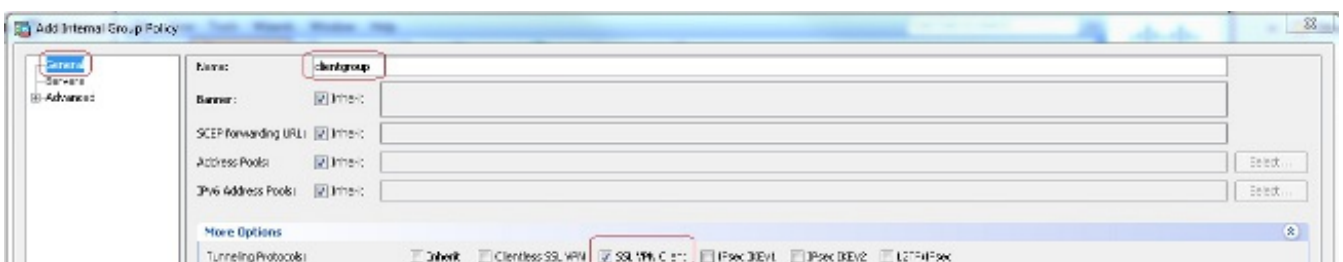 Add Internal Group Policy
General
Servers
Advanced
Name: clientgroup
Banner: Inherit
SCEP forwarding URL: Inherit
Address Pools: Inherit Select...
IPv6 Address Pools: Inherit Select...
More Options
Tunneling Protocols: Inherit Clientless SSL VPN SSL VPN Client IPsec IKEv1 IPsec IKEv2 L2TP/IPsec